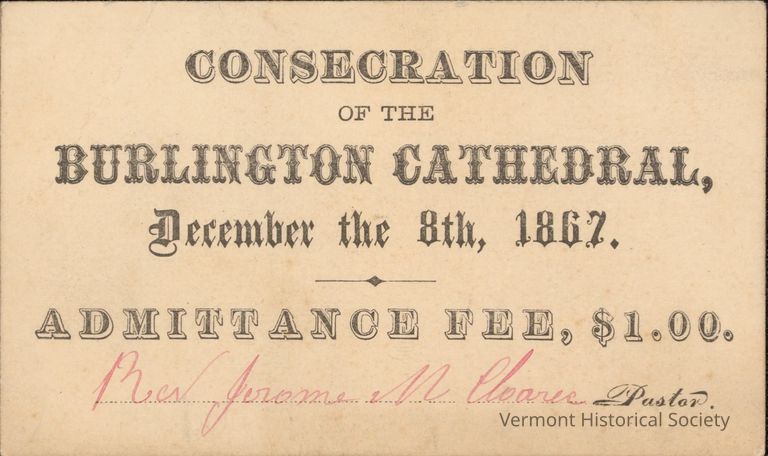 CONSECRATION
OF THE
BURLINGTON CATHEDRAL,
December the 8th, 1867.
ADMITTANCE FEE, $1.00.
Rev Jerome M Cloarec Pastor.
Vermont Historical Society